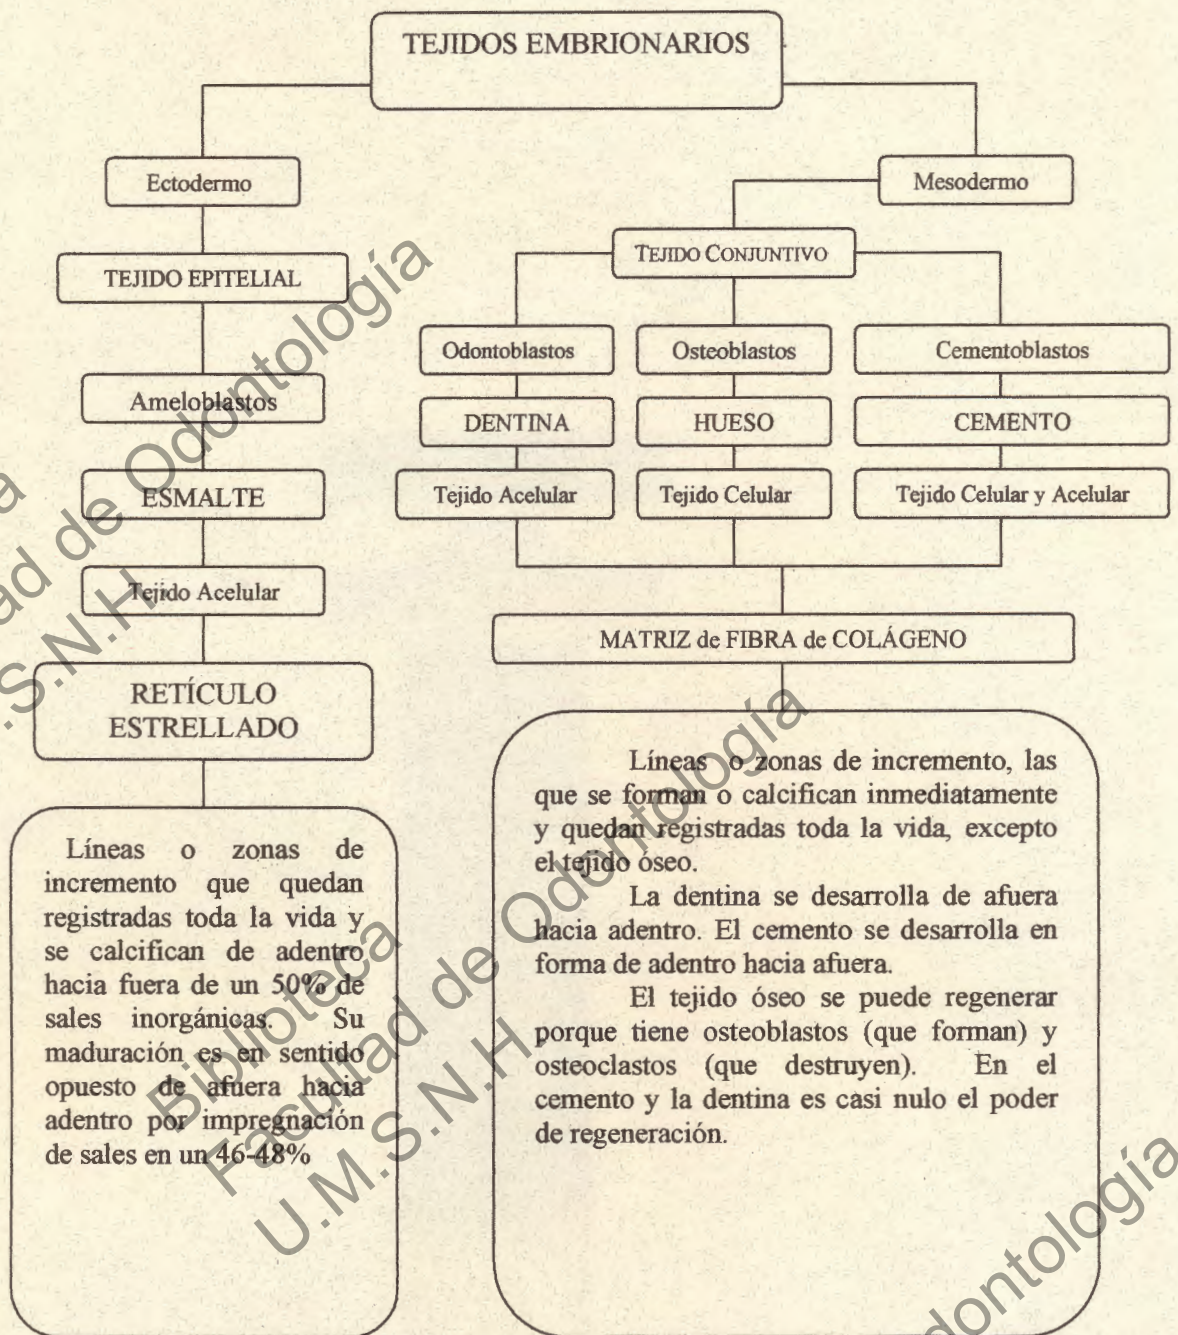 TEJIDOS EMBRIONARIOS
Ectodermo
Mesodermo
TEJIDO EPITELIAL
TEJIDO CONJUNTIVO
Ameloblastos
Odontoblastos
Osteoblastos
Cementoblastos
DENTINA
HUESO
CEMENTO
ESMALTE
Tejido Acelular
Tejido Celular
Tejido Celular y Acelular
Tejido Acelular
MATRIZ de FIBRA de COLÁGENO
RETÍCULO
ESTRELLADO
Líneas o zonas de
incremento que quedan
registradas toda la vida y
se calcifican de adentro
hacia fuera de un 50% de
sales inorgánicas. Su
maduración es en sentido
opuesto de afuera hacia
adentro por impregnación
de sales en un 46-48%
Líneas o zonas de incremento, las
que se forman o calcifican inmediatamente
y quedan registradas toda la vida, excepto
el tejido óseo.
La dentina se desarrolla de afuera
hacia adentro. El cemento se desarrolla en
forma de adentro hacia afuera.
El tejido óseo se puede regenerar
porque tiene osteoblastos (que forman) y
osteoclastos (que destruyen). En el
cemento y la dentina es casi nulo el poder
de regeneración.
Biblioteca
Facultad de Odontología
U.M.S.N.H